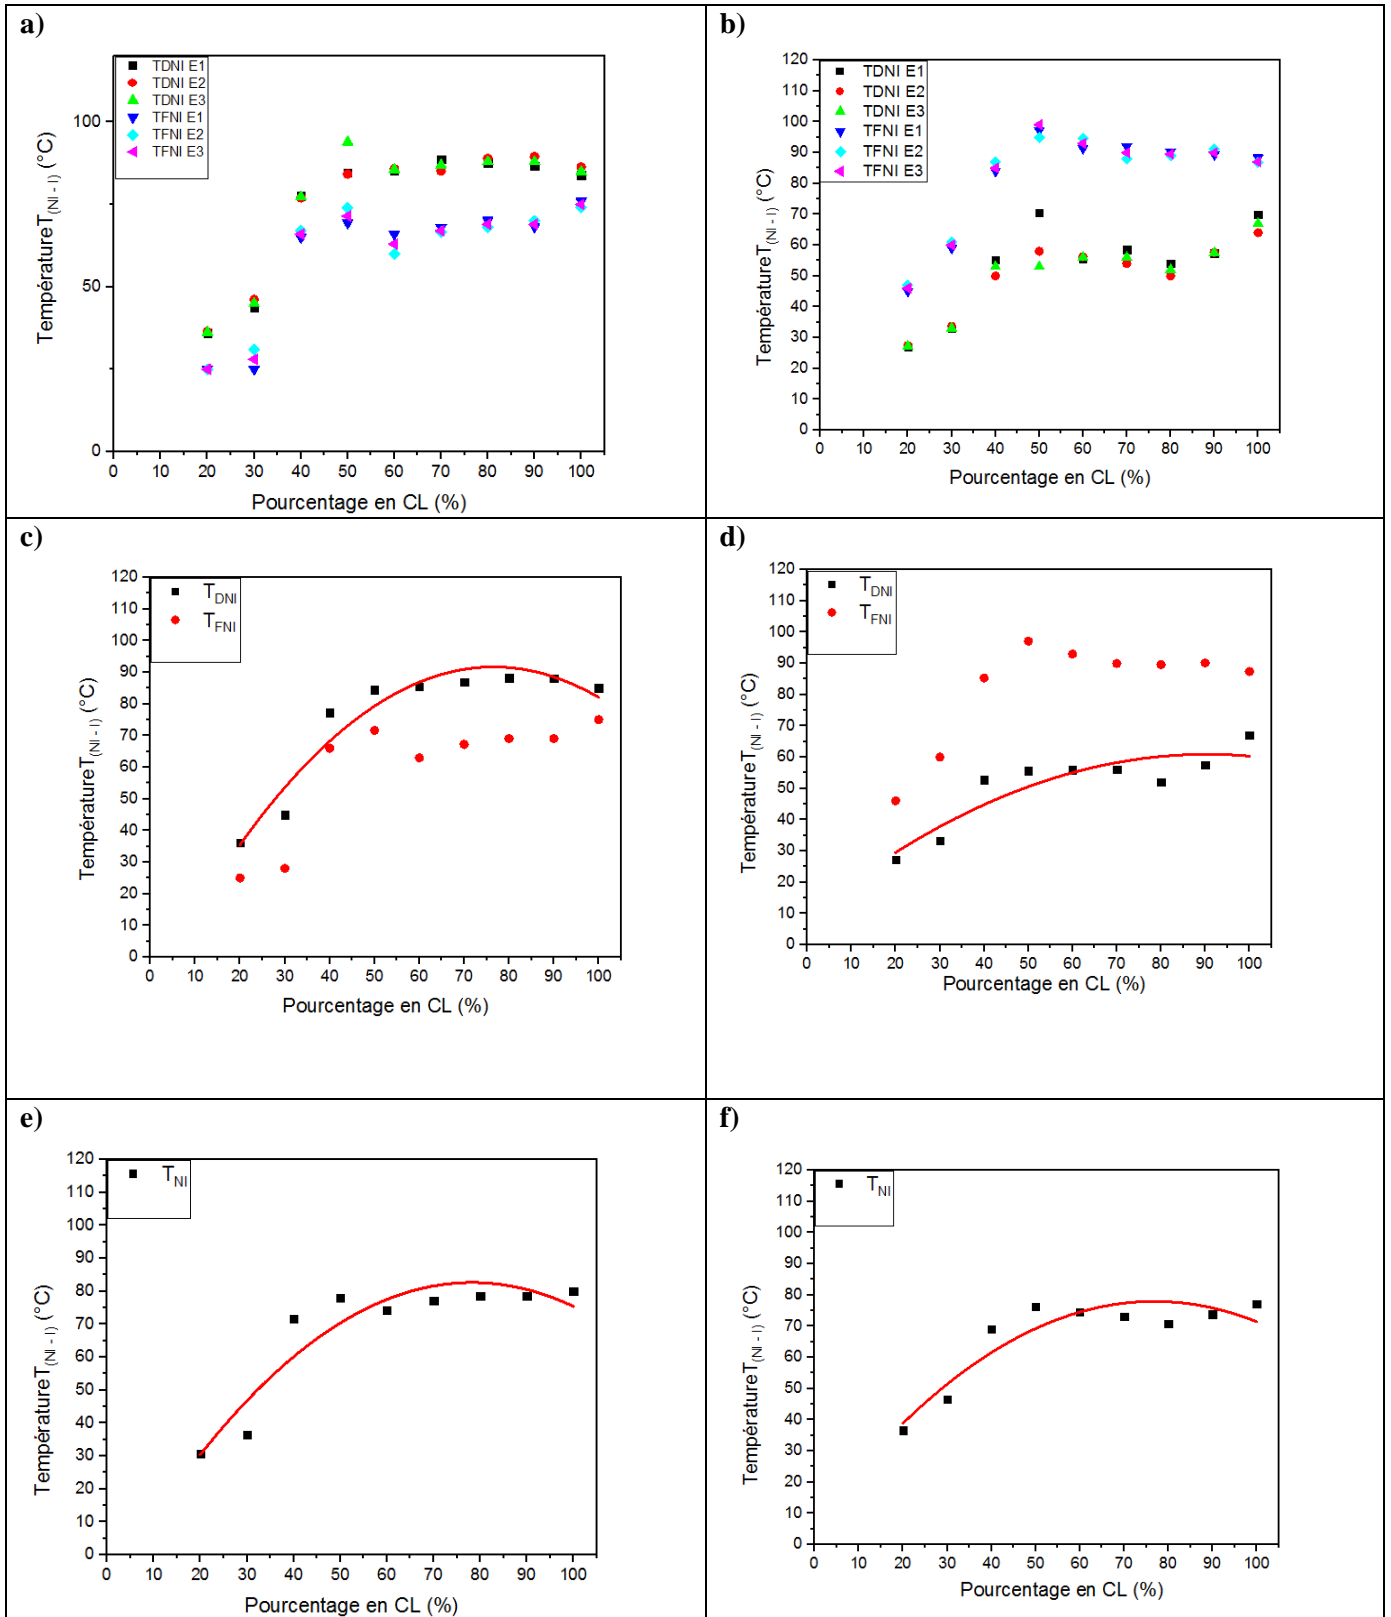 a)
TDNI E1
TDNI E2
TDNI E3
TFNI E1
TFNI E2
TFNI E3
100
50
0
0 10 20 30 40 50 60 70 80 90 100
Température T(NI - I) (°C)
Pourcentage en CL (%)
b)
TDNI E1
TDNI E2
TDNI E3
TFNI E1
TFNI E2
TFNI E3
120
110
100
90
80
70
60
50
40
30
20
10
0
0 10 20 30 40 50 60 70 80 90 100
Température T(NI - I) (°C)
Pourcentage en CL (%)
c)
TDNI
TFNI
120
110
100
90
80
70
60
50
40
30
20
10
0
0 10 20 30 40 50 60 70 80 90 100
Température T(NI - I) (°C)
Pourcentage en CL (%)
d)
TDNI
TFNI
120
110
100
90
80
70
60
50
40
30
20
10
0
0 10 20 30 40 50 60 70 80 90 100
Température T(NI - I) (°C)
Pourcentage en CL (%)
e)
TNI
120
110
100
90
80
70
60
50
40
30
20
10
0
0 10 20 30 40 50 60 70 80 90 100
Température T(NI - I) (°C)
Pourcentage en CL (%)
f)
TNI
120
110
100
90
80
70
60
50
40
30
20
10
0
0 10 20 30 40 50 60 70 80 90 100
Température T(NI - I) (°C)
Pourcentage en CL (%)